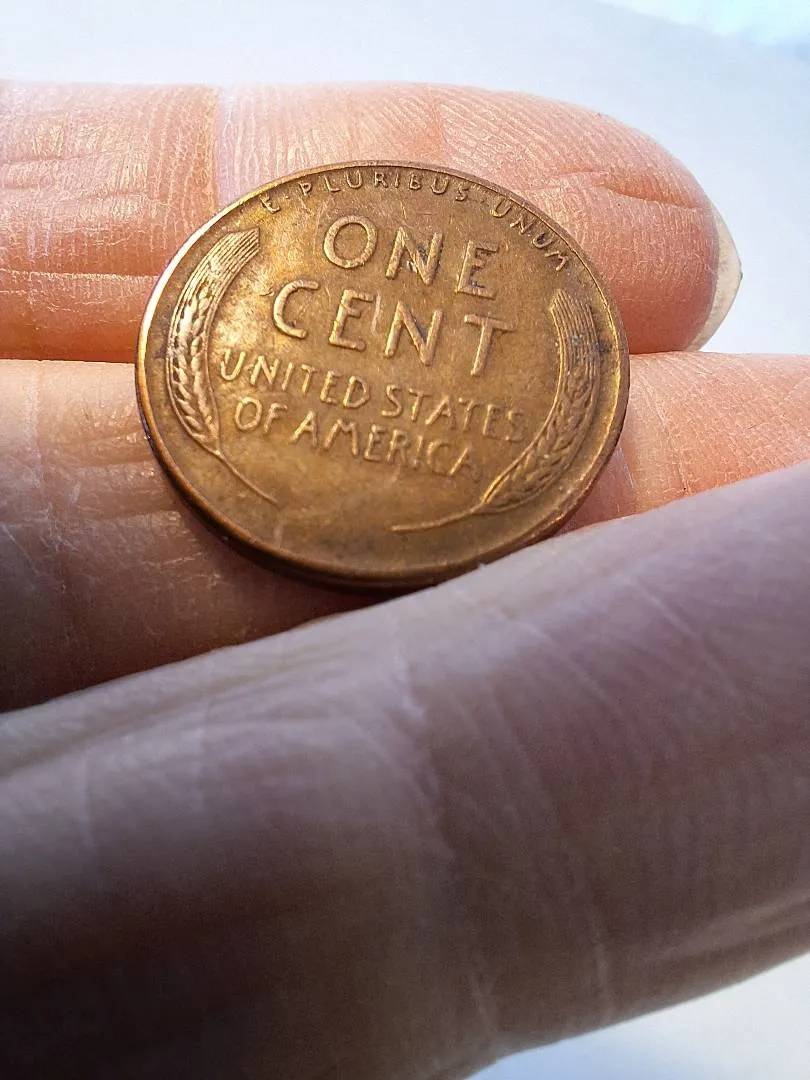 E · PLURIBUS · UNUM
ONE
CENT
UNITED STATES
OF AMERICA